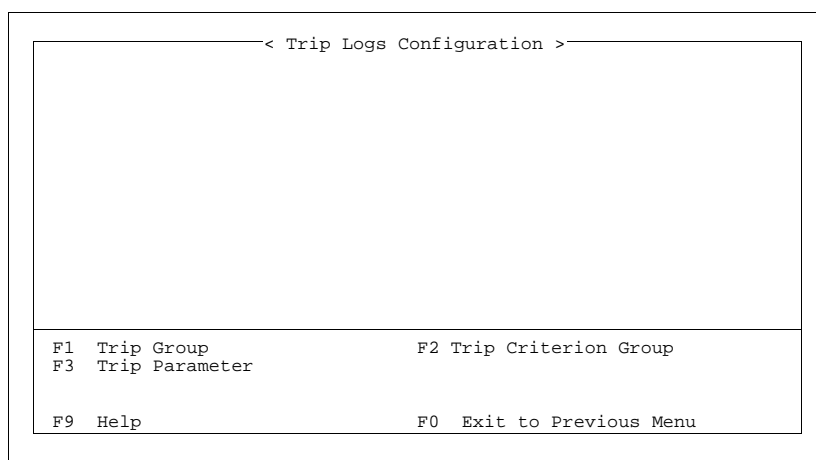 < Trip Logs Configuration >
F1 Trip Group F2 Trip Criterion Group
F3 Trip Parameter
F9 Help F0 Exit to Previous Menu